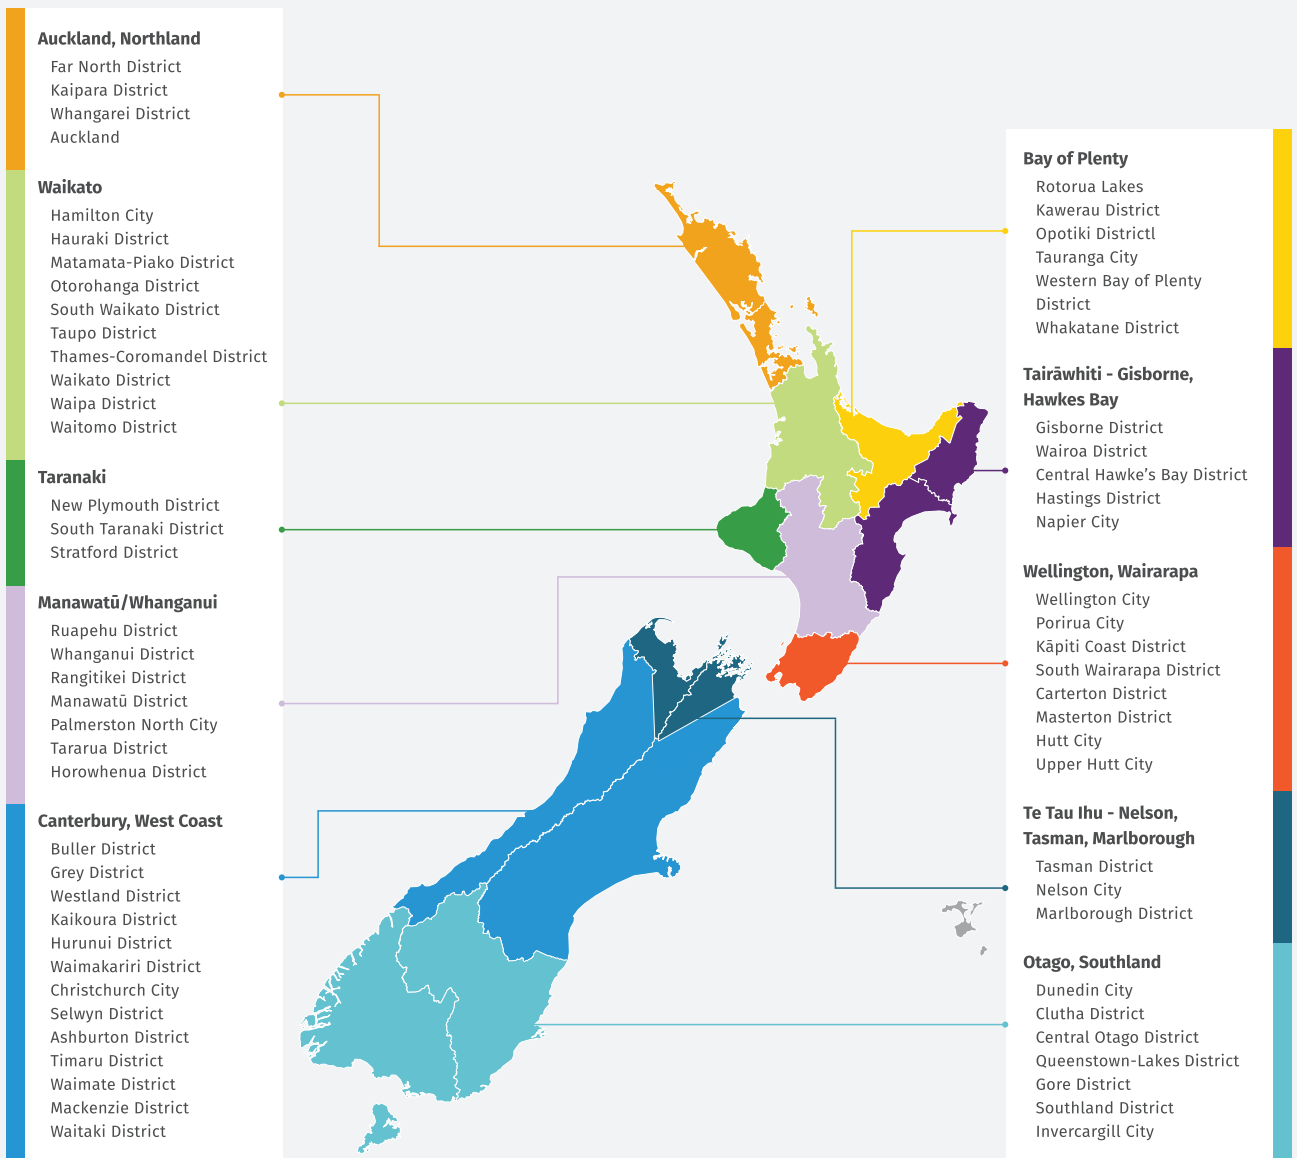 Auckland, Northland
Far North District
Kaipara District
Whangarei District
Auckland
Waikato
Hamilton City
Hauraki District
Matamata-Piako District
Otorohanga District
South Waikato District
Taupo District
Thames-Coromandel District
Waikato District
Waipa District
Waitomo District
Taranaki
New Plymouth District
South Taranaki District
Stratford District
Manawatū/Whanganui
Ruapehu District
Whanganui District
Rangitikei District
Manawatū District
Palmerston North City
Tararua District
Horowhenua District
Canterbury, West Coast
Buller District
Grey District
Westland District
Kaikoura District
Hurunui District
Waimakariri District
Christchurch City
Selwyn District
Ashburton District
Timaru District
Waimate District
Mackenzie District
Waitaki District
Bay of Plenty
Rotorua Lakes
Kawerau District
Opotiki Districtl
Tauranga City
Western Bay of Plenty
District
Whakatane District
Tairāwhiti - Gisborne,
Hawkes Bay
Gisborne District
Wairoa District
Central Hawke’s Bay District
Hastings District
Napier City
Wellington, Wairarapa
Wellington City
Porirua City
Kāpiti Coast District
South Wairarapa District
Carterton District
Masterton District
Hutt City
Upper Hutt City
Te Tau Ihu - Nelson,
Tasman, Marlborough
Tasman District
Nelson City
Marlborough District
Otago, Southland
Dunedin City
Clutha District
Central Otago District
Queenstown-Lakes District
Gore District
Southland District
Invercargill City